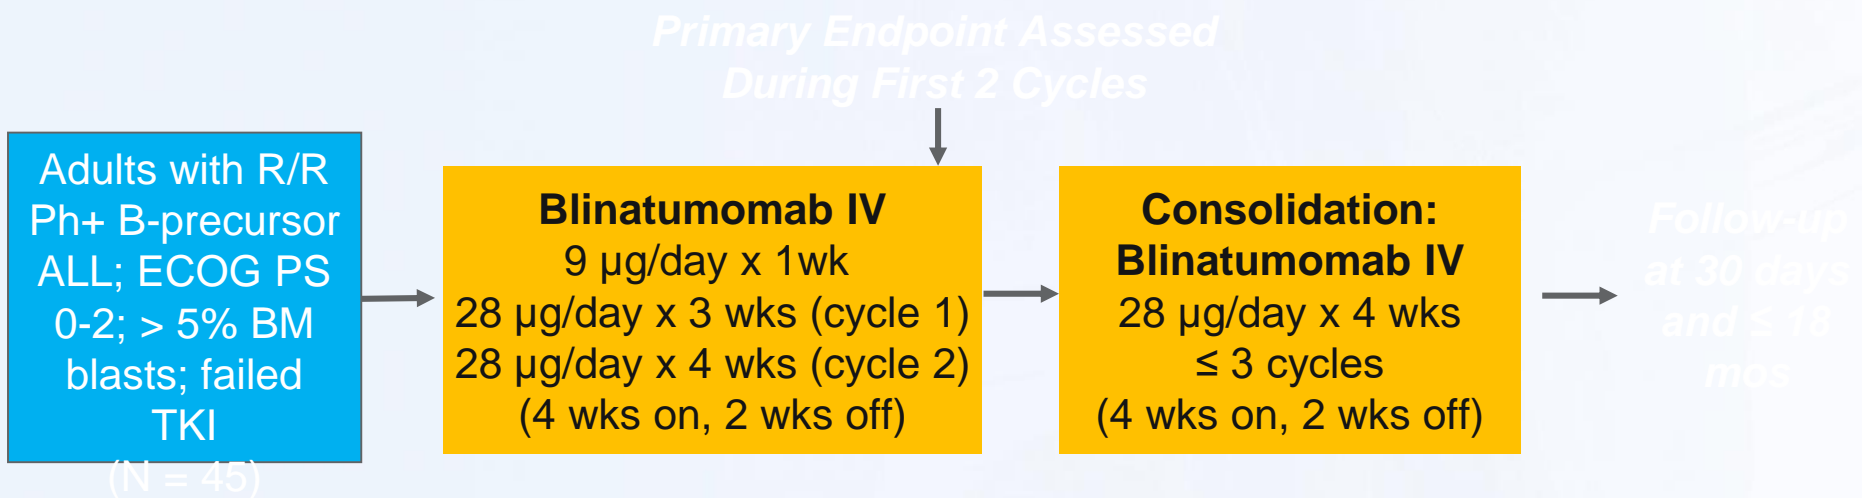 Primary Endpoint Assessed
During First 2 Cycles
Adults with R/R
Ph+ B-precursor
ALL; ECOG PS
0-2; > 5% BM
blasts; failed
TKI
(N = 45)
Blinatumomab IV
9 µg/day x 1wk
28 µg/day x 3 wks (cycle 1)
28 µg/day x 4 wks (cycle 2)
(4 wks on, 2 wks off)
Consolidation:
Blinatumomab IV
28 µg/day x 4 wks
≤ 3 cycles
(4 wks on, 2 wks off)
Follow-up
at 30 days
and ≤ 18
mos